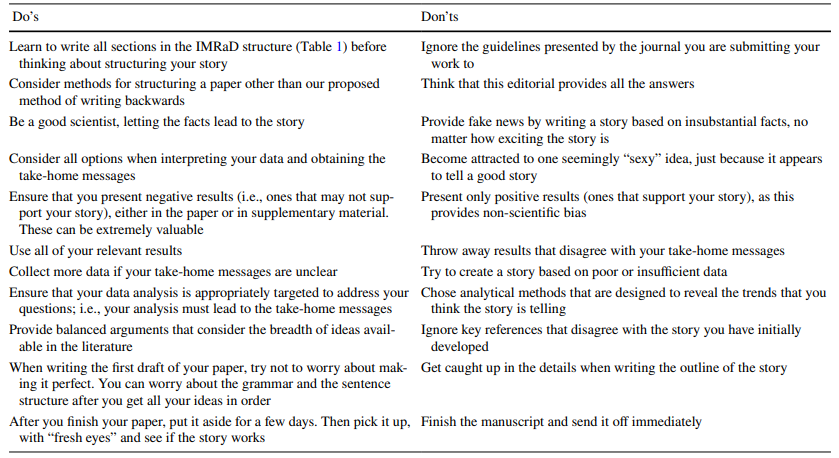 Do's Don'ts
Learn to write all sections in the IMRaD structure (Table 1) before Ignore the guidelines presented by the journal you are submitting your
thinking about structuring your story work to
Consider methods for structuring a paper other than our proposed Think that this editorial provides all the answers
method of writing backwards
Be a good scientist, letting the facts lead to the story Provide fake news by writing a story based on insubstantial facts, no
matter how exciting the story is
Consider all options when interpreting your data and obtaining the Become attracted to one seemingly “sexy” idea, just because it appears
take-home messages to tell a good story
Ensure that you present negative results (i.e., ones that may not sup- Present only positive results (ones that support your story), as this
port your story), either in the paper or in supplementary material. provides non-scientific bias
These can be extremely valuable
Use all of your relevant results Throw away results that disagree with your take-home messages
Collect more data if your take-home messages are unclear Try to create a story based on poor or insufficient data
Ensure that your data analysis is appropriately targeted to address your Chose analytical methods that are designed to reveal the trends that you
questions; i.e., your analysis must lead to the take-home messages think the story is telling
Provide balanced arguments that consider the breadth of ideas avail- Ignore key references that disagree with the story you have initially
able in the literature developed
When writing the first draft of your paper, try not to worry about mak- Get caught up in the details when writing the outline of the story
ing it perfect. You can worry about the grammar and the sentence
structure after you get all your ideas in order
After you finish your paper, put it aside for a few days. Then pick it up, Finish the manuscript and send it off immediately
with “fresh eyes” and see if the story works